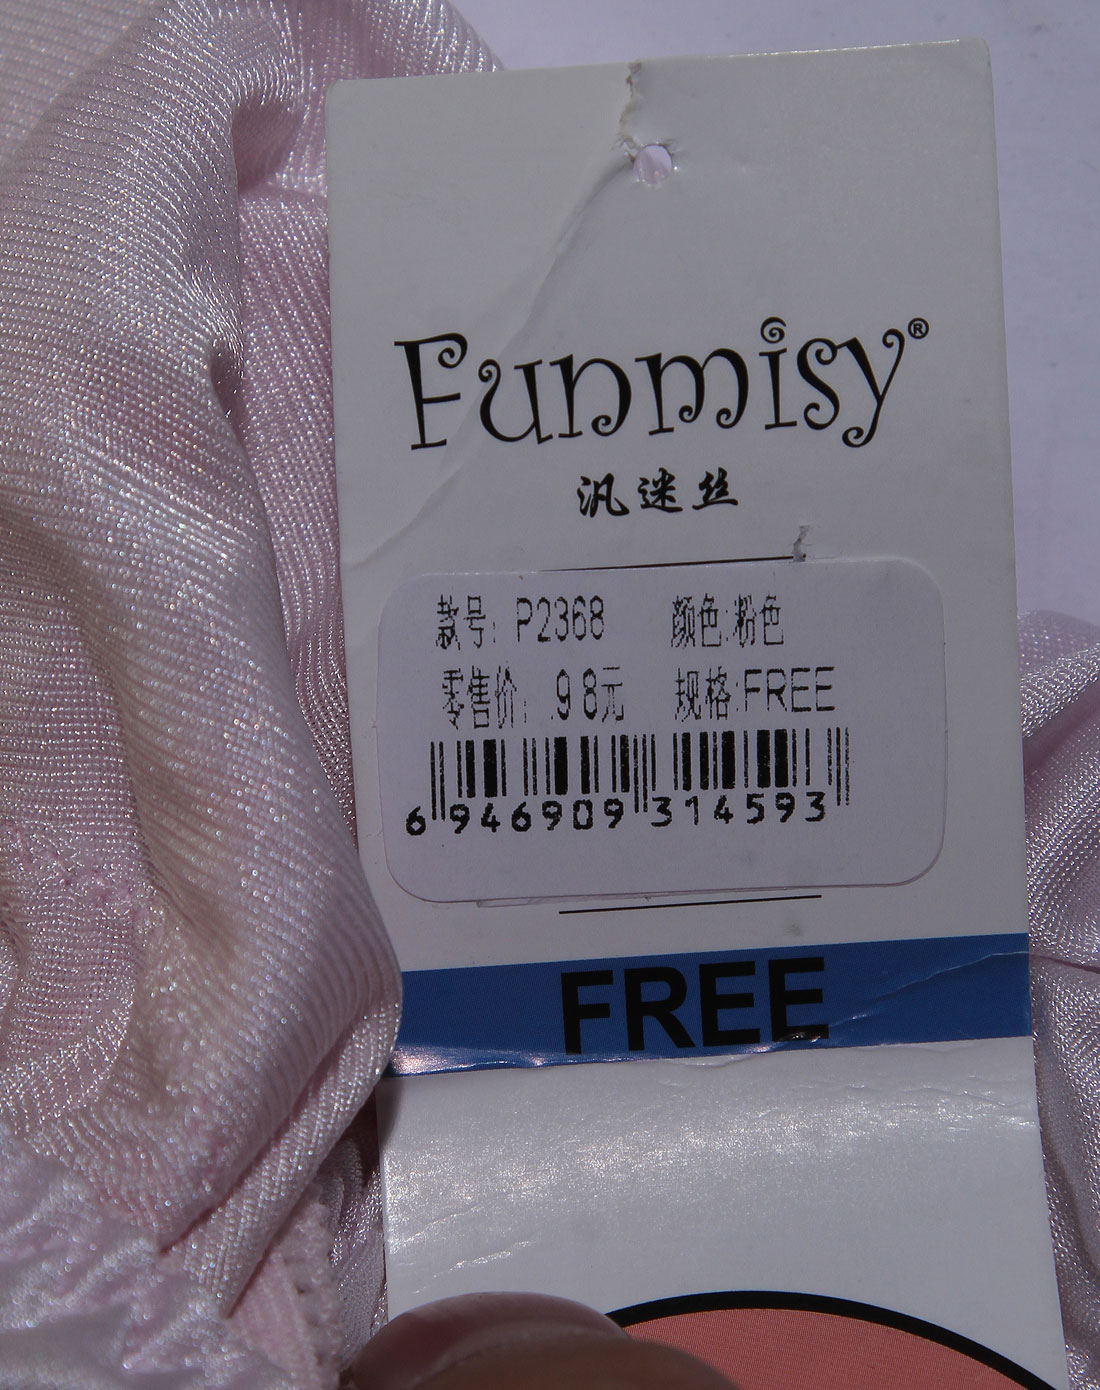 Funmisy®
汎迷丝
款号: P2368 颜色:粉色
零售价: .98元 规格:FREE
6 946909 314593
FREE